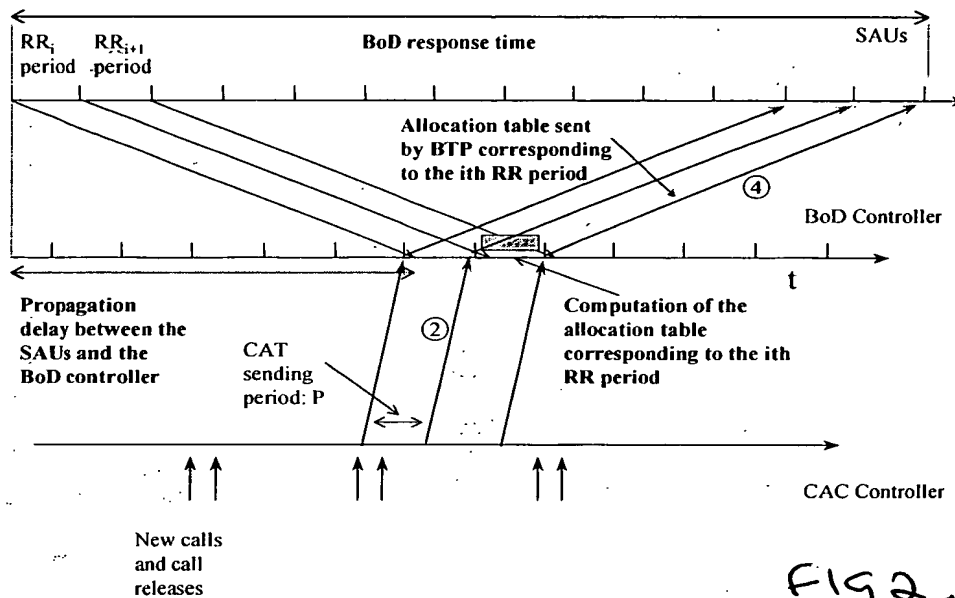 BoD response time
SAUs
RRi
period
RRi+1
period
Allocation table sent
by BTP corresponding
to the ith RR period
④
BoD Controller
t
Propagation
delay between the
SAUs and the
BoD controller
②
CAT
sending
period: P
Computation of the
allocation table
corresponding to the ith
RR period
CAC Controller
New calls
and call
releases
FIG 2.